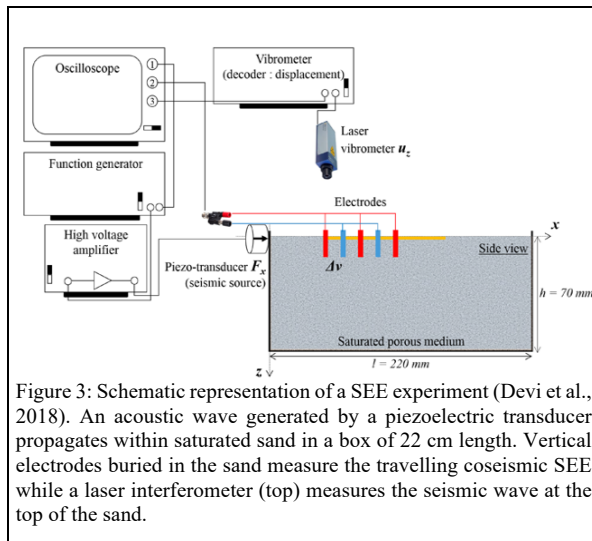 Oscilloscope
1
2
3
Vibrometer
(decoder : displacement)
Laser
vibrometer u_z
Function generator
Electrodes
High voltage
amplifier
x
Side view
Piezo-transducer F_x
(seismic source)
Δv
h = 70 mm
Saturated porous medium
z
l = 220 mm
Figure 3: Schematic representation of a SEE experiment (Devi et al.,
2018). An acoustic wave generated by a piezoelectric transducer
propagates within saturated sand in a box of 22 cm length. Vertical
electrodes buried in the sand measure the travelling coseismic SEE
while a laser interferometer (top) measures the seismic wave at the
top of the sand.